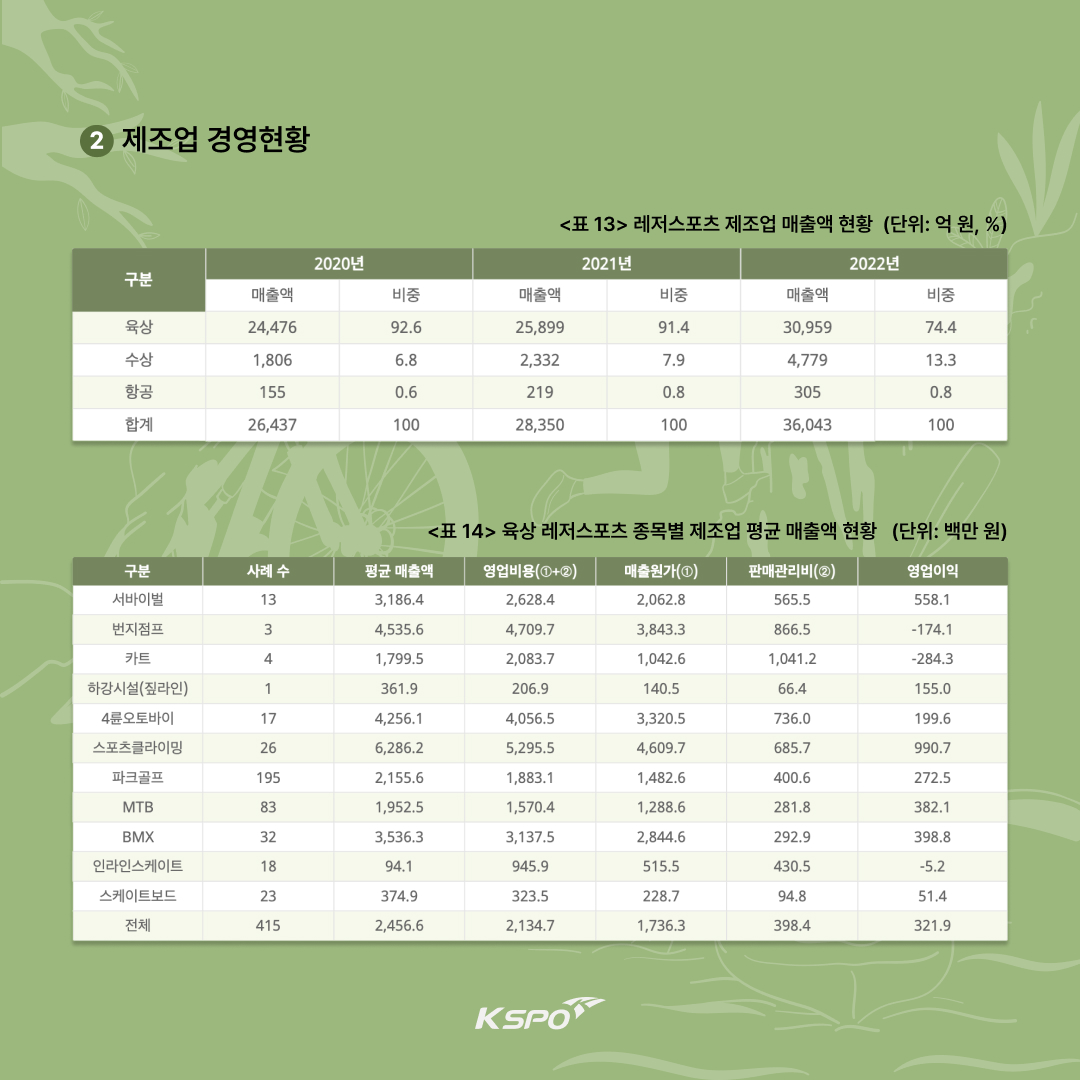 2 제조업 경영현황
<표 13> 레저스포츠 제조업 매출액 현황 (단위: 억 원, %)
구분 2020년 2021년 2022년
매출액 비중 매출액 비중 매출액 비중
육상 24,476 92.6 25,899 91.4 30,959 74.4
수상 1,806 6.8 2,332 7.9 4,779 13.3
항공 155 0.6 219 0.8 305 0.8
합계 26,437 100 28,350 100 36,043 100
<표 14> 육상 레저스포츠 종목별 제조업 평균 매출액 현황 (단위: 백만 원)
구분 사례 수 평균 매출액 영업비용(①+②) 매출원가(①) 판매관리비(②) 영업이익
서바이벌 13 3,186.4 2,628.4 2,062.8 565.5 558.1
번지점프 3 4,535.6 4,709.7 3,843.3 866.5 -174.1
카트 4 1,799.5 2,083.7 1,042.6 1,041.2 -284.3
하강시설(짚라인) 1 361.9 206.9 140.5 66.4 155.0
4륜오토바이 17 4,256.1 4,056.5 3,320.5 736.0 199.6
스포츠클라이밍 26 6,286.2 5,295.5 4,609.7 685.7 990.7
파크골프 195 2,155.6 1,883.1 1,482.6 400.6 272.5
MTB 83 1,952.5 1,570.4 1,288.6 281.8 382.1
BMX 32 3,536.3 3,137.5 2,844.6 292.9 398.8
인라인스케이트 18 94.1 945.9 515.5 430.5 -5.2
스케이트보드 23 374.9 323.5 228.7 94.8 51.4
전체 415 2,456.6 2,134.7 1,736.3 398.4 321.9
KSPO